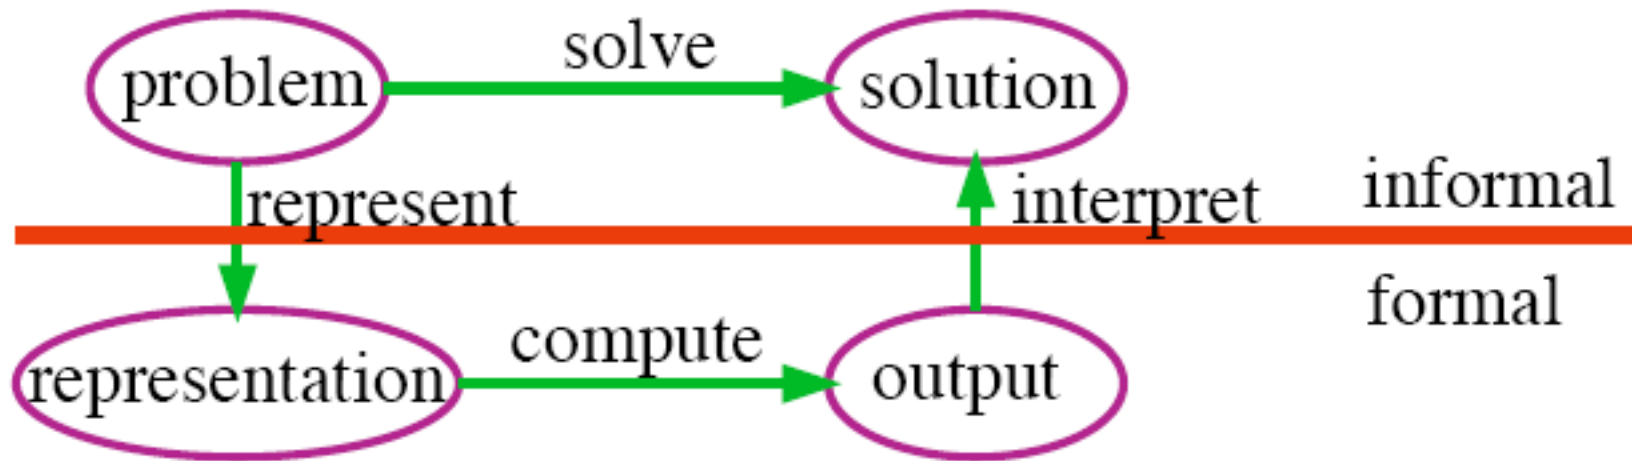 problem
solve
solution
represent
interpret
informal
formal
representation
compute
output